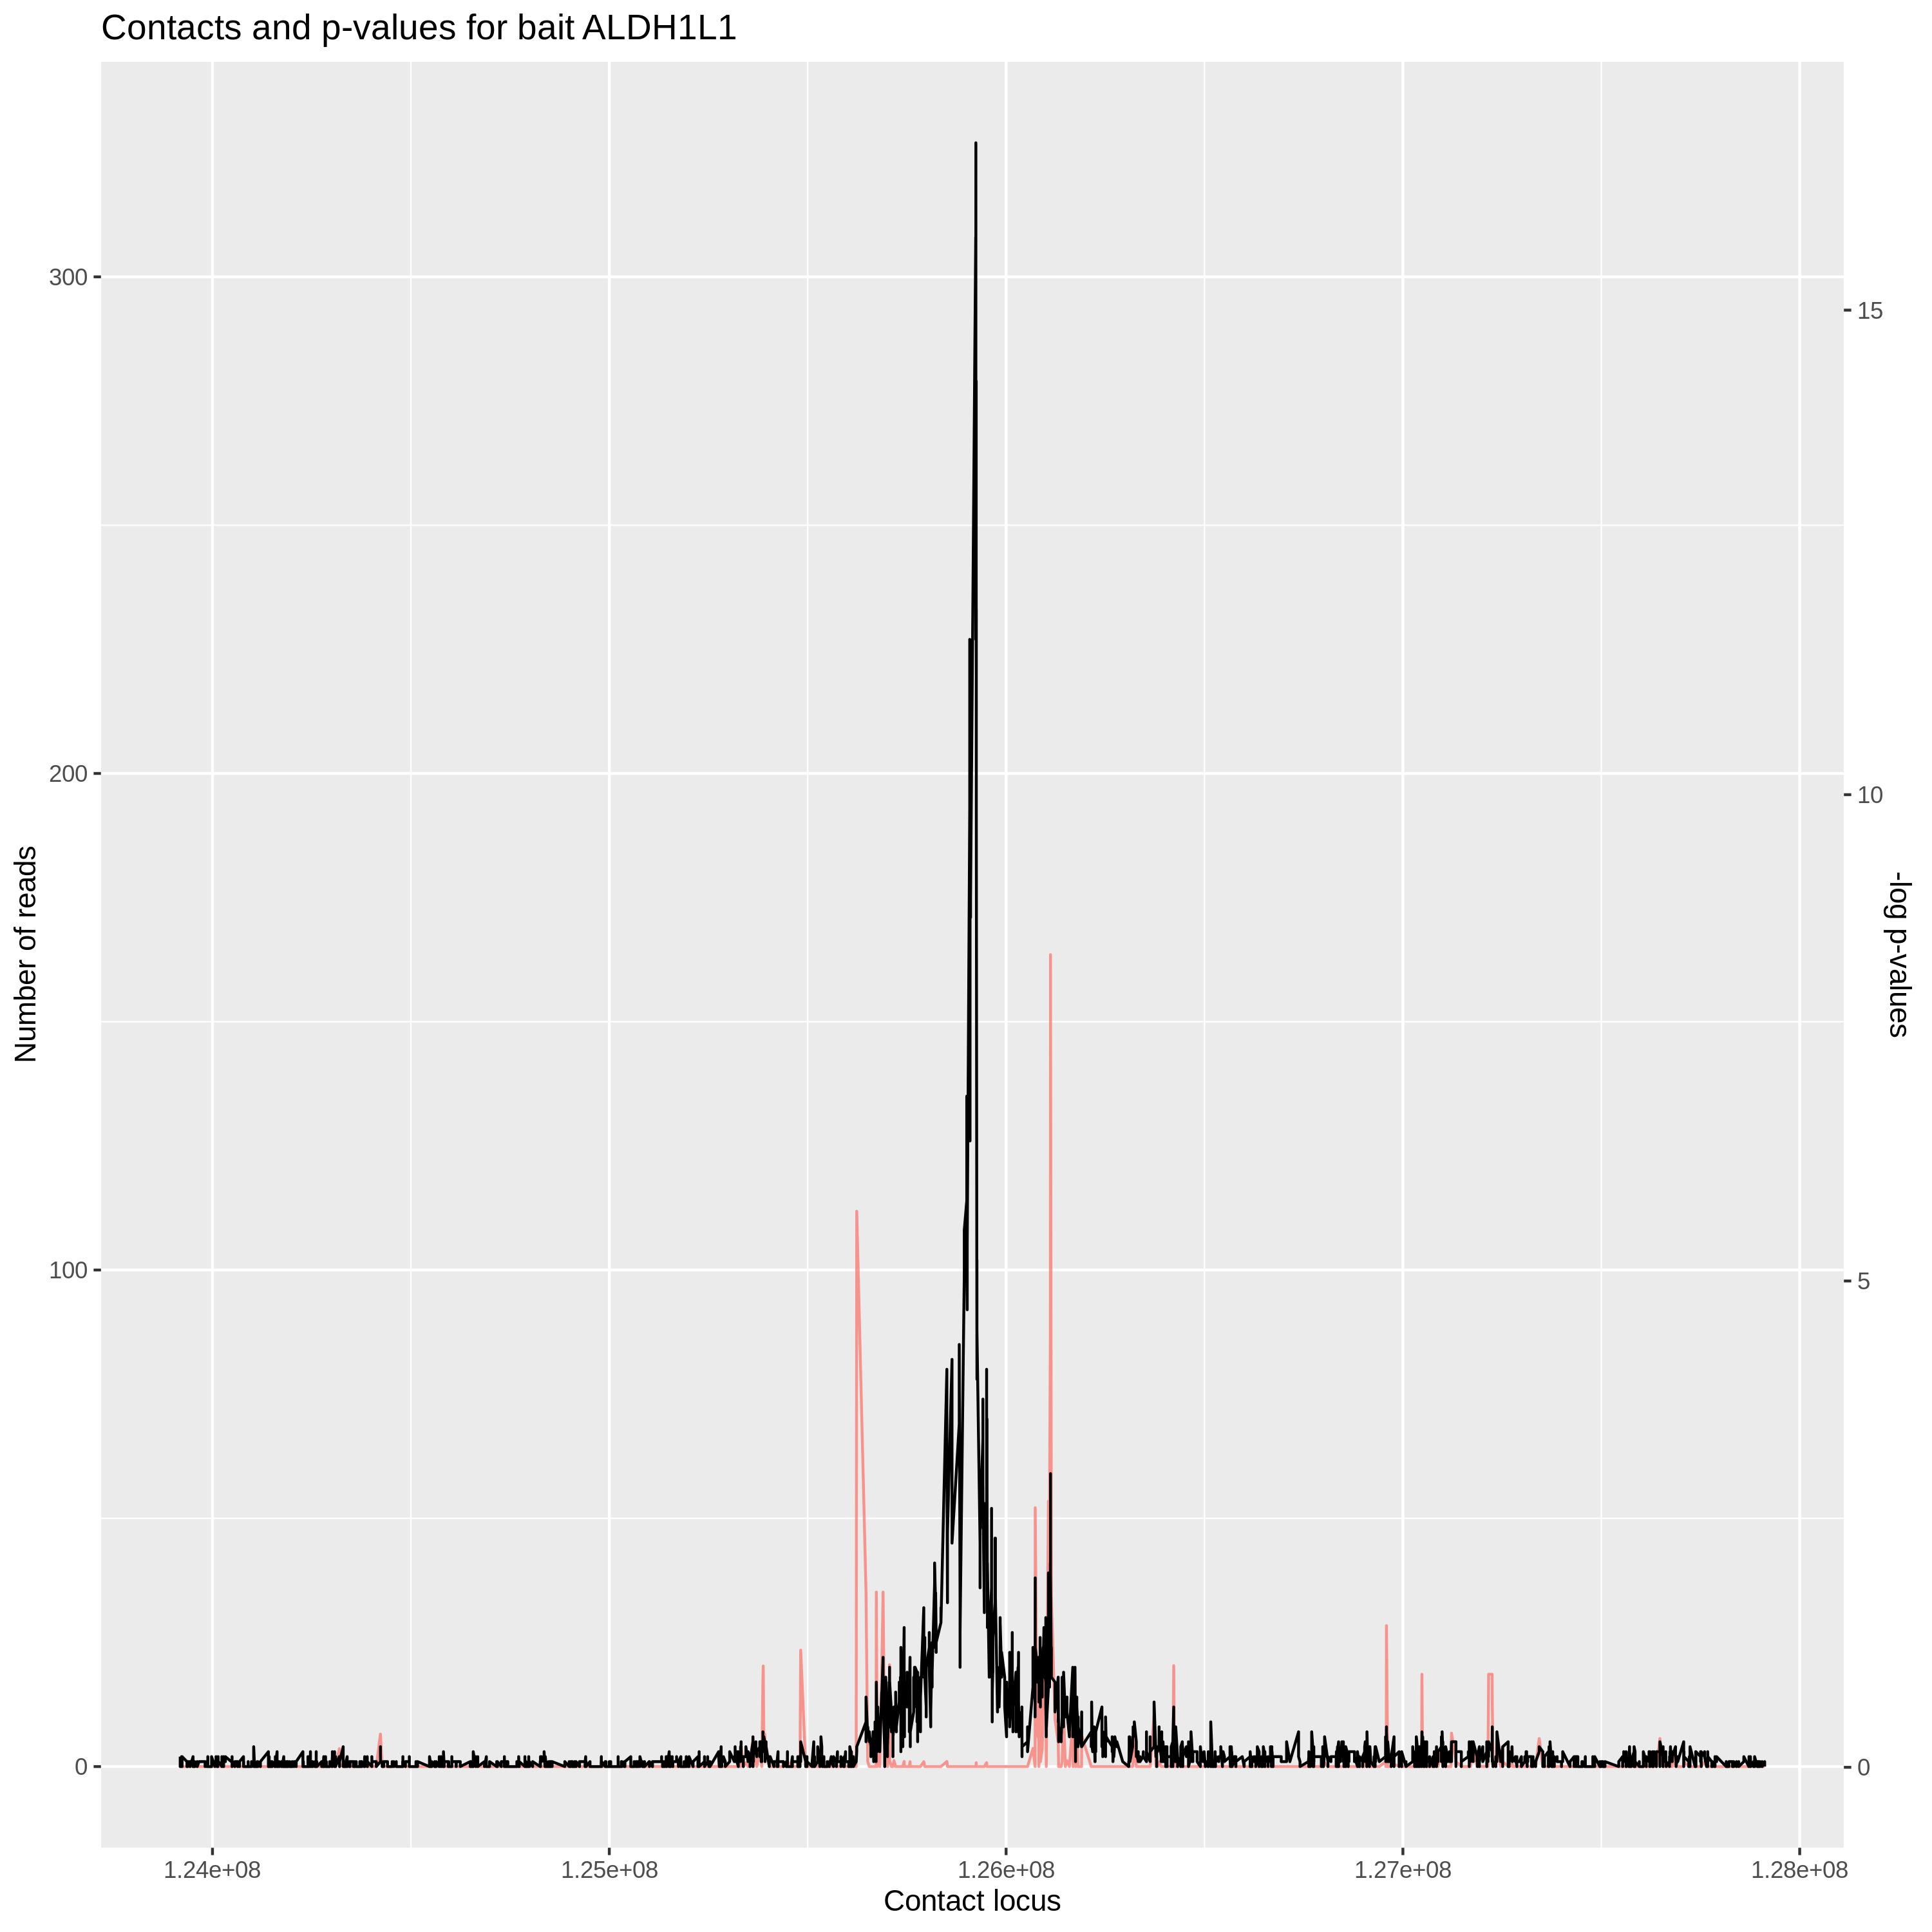 Contacts and p-values for bait ALDH1L1
300
200
100
0
Number of reads
15
10
5
0
-log p-values
1.24e+08
1.25e+08
1.26e+08
1.27e+08
1.28e+08
Contact locus